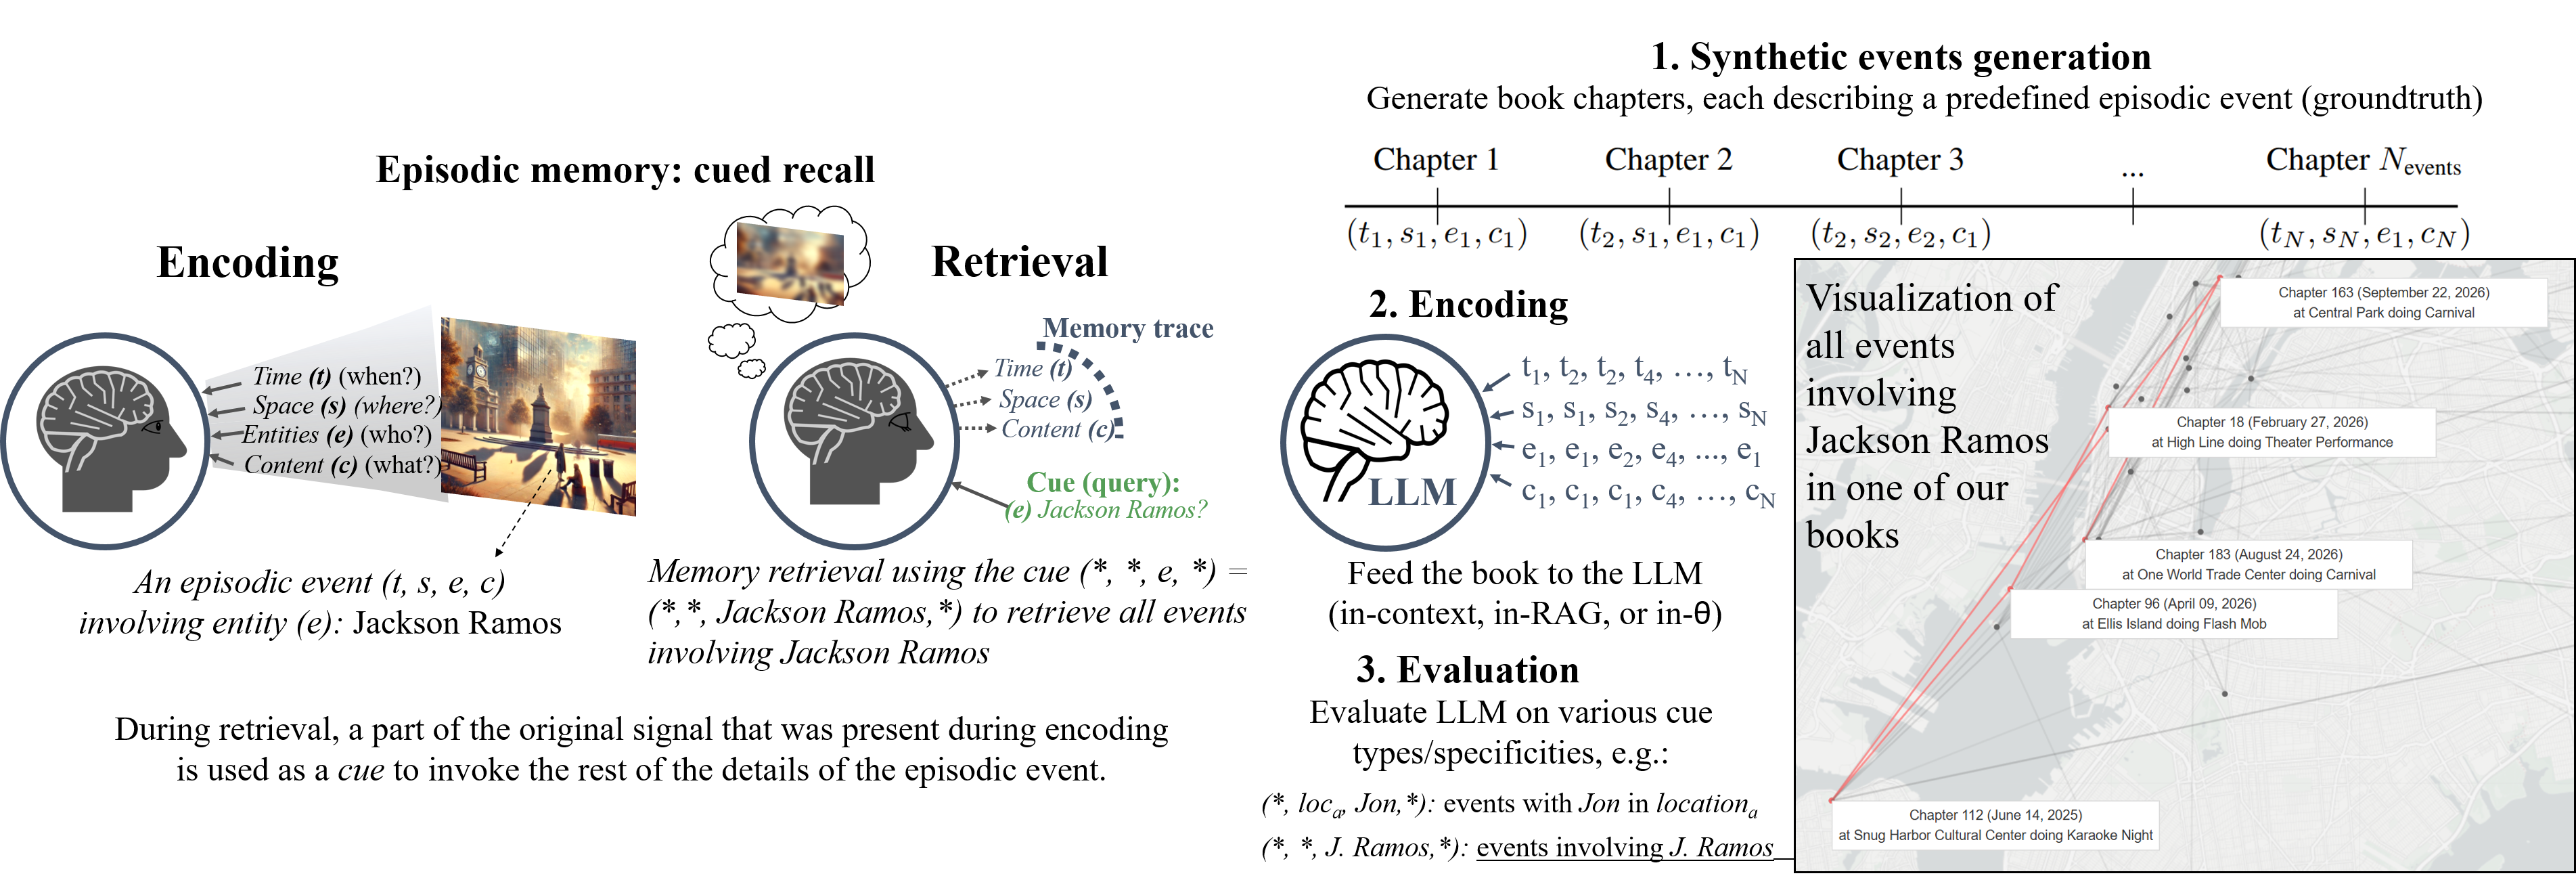 Episodic memory: cued recall
Encoding
Time (t) (when?)
Space (s) (where?)
Entities (e) (who?)
Content (c) (what?)
An episodic event (t, s, e, c)
involving entity (e): Jackson Ramos
Retrieval
Memory trace
Time (t)
Space (s)
Content (c)
Cue (query):
(e) Jackson Ramos?
Memory retrieval using the cue (*, *, e, *) =
(*,*, Jackson Ramos,*) to retrieve all events
involving Jackson Ramos
During retrieval, a part of the original signal that was present during encoding
is used as a cue to invoke the rest of the details of the episodic event.
1. Synthetic events generation
Generate book chapters, each describing a predefined episodic event (groundtruth)
Chapter 1 Chapter 2 Chapter 3 ... Chapter N_events
(t_1, s_1, e_1, c_1) (t_2, s_1, e_1, c_1) (t_2, s_2, e_2, c_1) (t_N, s_N, e_1, c_N)
2. Encoding
LLM
t_1, t_2, t_2, t_4, …, t_N
s_1, s_1, s_2, s_4, …, s_N
e_1, e_1, e_2, e_4, ..., e_1
c_1, c_1, c_1, c_4, …, c_N
Feed the book to the LLM
(in-context, in-RAG, or in-θ)
3. Evaluation
Evaluate LLM on various cue
types/specificities, e.g.:
(*, loc_a, Jon,*): events with Jon in location_a
(*, *, J. Ramos,*): events involving J. Ramos
Visualization of
all events
involving
Jackson Ramos
in one of our
books
Chapter 163 (September 22, 2026)
at Central Park doing Carnival
Chapter 18 (February 27, 2026)
at High Line doing Theater Performance
Chapter 183 (August 24, 2026)
at One World Trade Center doing Carnival
Chapter 96 (April 09, 2026)
at Ellis Island doing Flash Mob
Chapter 112 (June 14, 2025)
at Snug Harbor Cultural Center doing Karaoke Night